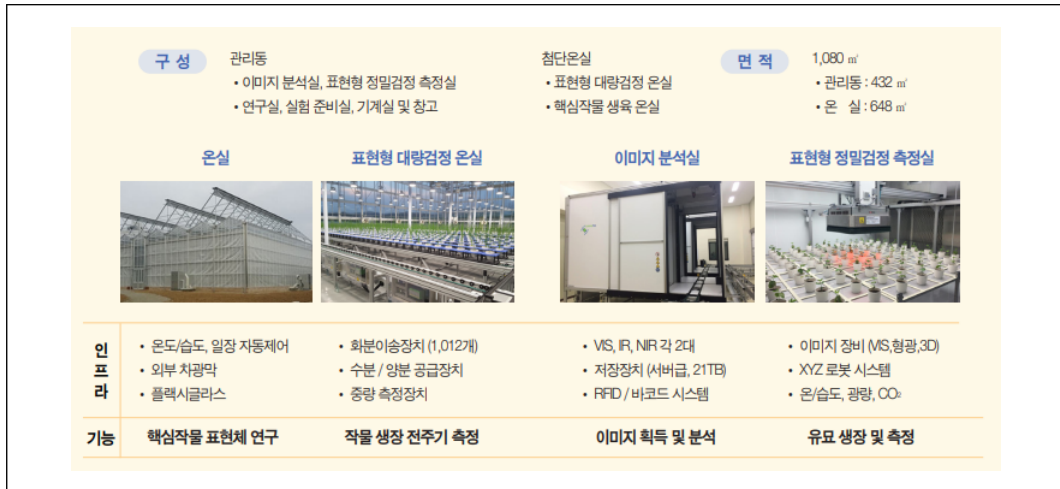 구 성
관리동
• 이미지 분석실, 표현형 정밀검정 측정실
• 연구실, 실험 준비실, 기계실 및 창고
첨단온실
• 표현형 대량검정 온실
• 핵심작물 생육 온실
면 적
1,080 ㎡
• 관리동 : 432 ㎡
• 온 실 : 648 ㎡
온실
표현형 대량검정 온실
이미지 분석실
표현형 정밀검정 측정실
인프라
• 온도/습도, 일장 자동제어
• 외부 차광막
• 플랙시글라스
• 화분이송장치 (1,012개)
• 수분 / 양분 공급장치
• 중량 측정장치
• VIS, IR, NIR 각 2대
• 저장장치 (서버급, 21TB)
• RFID / 바코드 시스템
• 이미지 장비 (VIS,형광,3D)
• XYZ 로봇 시스템
• 온/습도, 광량, CO₂
기능
핵심작물 표현체 연구
작물 생장 전주기 측정
이미지 획득 및 분석
유묘 생장 및 측정